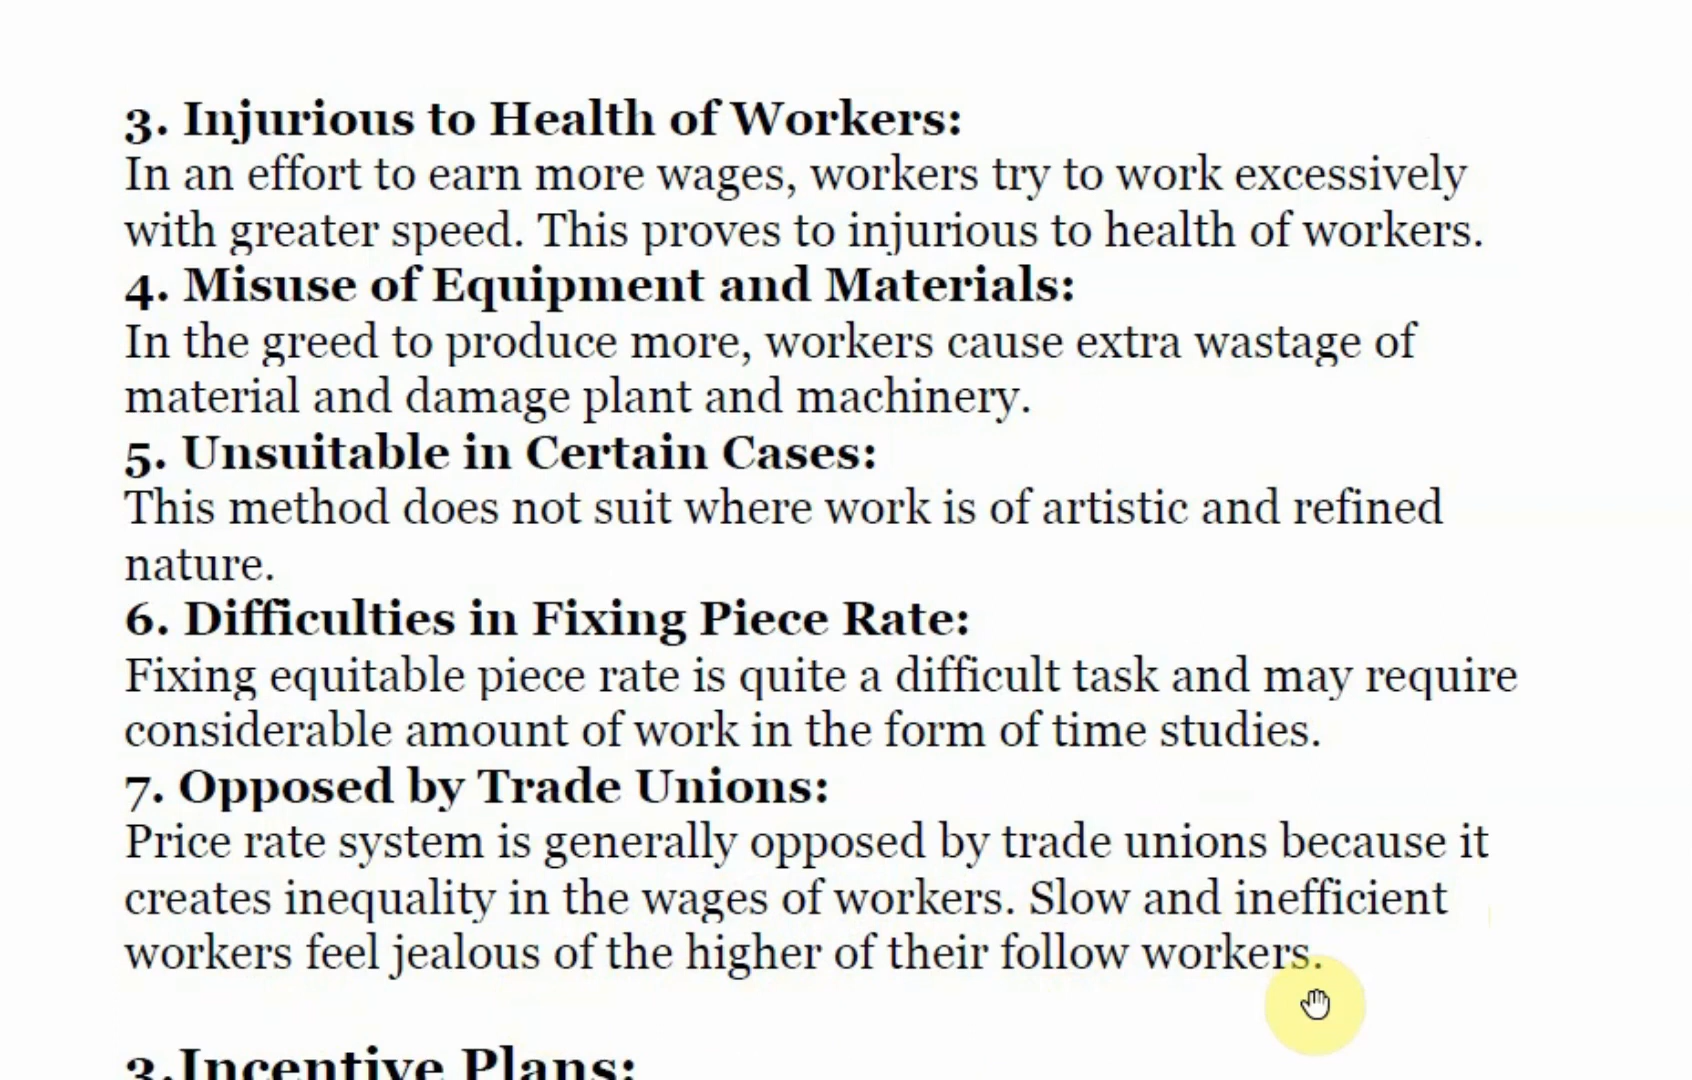 3. Injurious to Health of Workers:
In an effort to earn more wages, workers try to work excessively
with greater speed. This proves to injurious to health of workers.
4. Misuse of Equipment and Materials:
In the greed to produce more, workers cause extra wastage of
material and damage plant and machinery.
5. Unsuitable in Certain Cases:
This method does not suit where work is of artistic and refined
nature.
6. Difficulties in Fixing Piece Rate:
Fixing equitable piece rate is quite a difficult task and may require
considerable amount of work in the form of time studies.
7. Opposed by Trade Unions:
Price rate system is generally opposed by trade unions because it
creates inequality in the wages of workers. Slow and inefficient
workers feel jealous of the higher of their follow workers.
3.Incentive Plans: